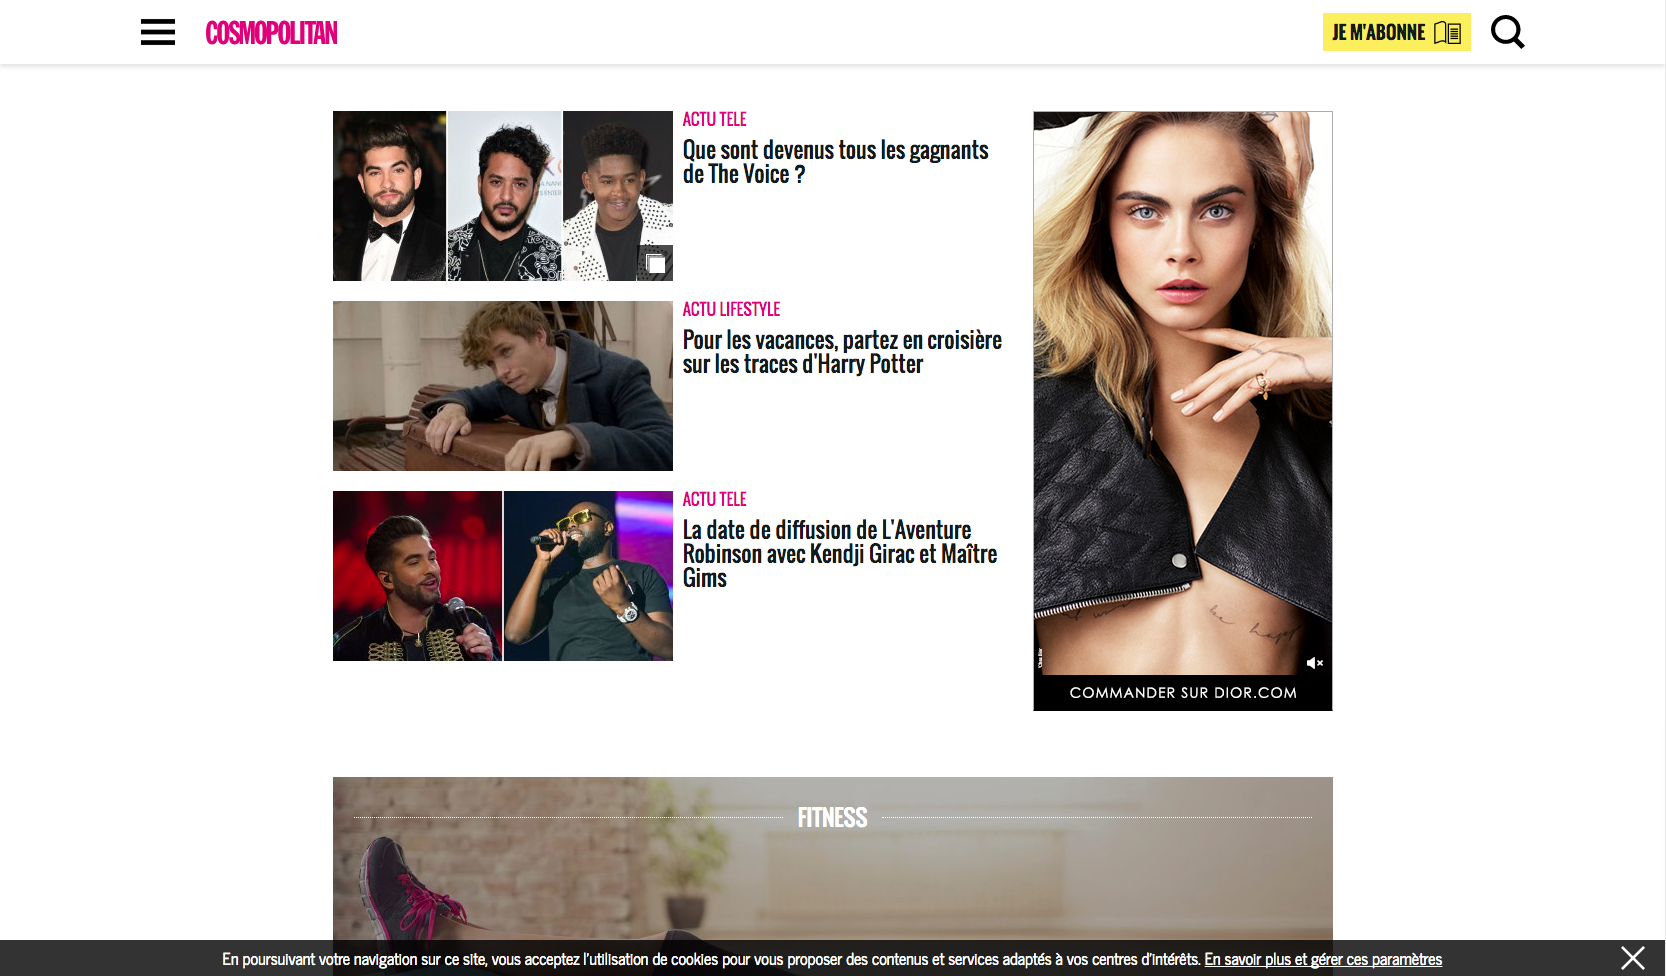 COSMOPOLITAN
JE M'ABONNE
ACTU TELE
Que sont devenus tous les gagnants
de The Voice ?
ACTU LIFESTYLE
Pour les vacances, partez en croisière
sur les traces d'Harry Potter
ACTU TELE
La date de diffusion de L'Aventure
Robinson avec Kendji Girac et Maître
Gims
be happy
COMMANDER SUR DIOR.COM
FITNESS
En poursuivant votre navigation sur ce site, vous acceptez l'utilisation de cookies pour vous proposer des contenus et services adaptés à vos centres d'intérêts. En savoir plus et gérer ces paramètres